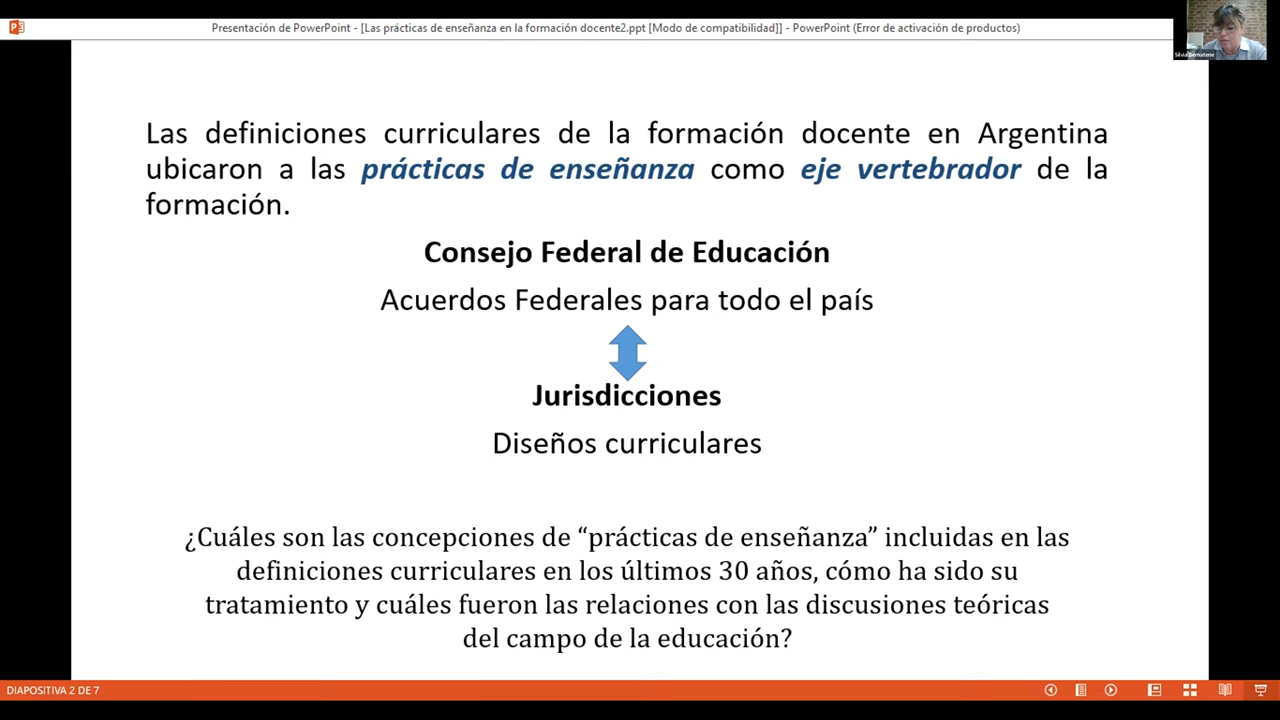 Presentación de PowerPoint - [Las prácticas de enseñanza en la formación docente2.ppt [Modo de compatibilidad]] - PowerPoint (Error de activación de productos)
Silvia Bernatene
Las definiciones curriculares de la formación docente en Argentina
ubicaron a las prácticas de enseñanza como eje vertebrador de la
formación.
Consejo Federal de Educación
Acuerdos Federales para todo el país
Jurisdicciones
Diseños curriculares
¿Cuáles son las concepciones de “prácticas de enseñanza” incluidas en las
definiciones curriculares en los últimos 30 años, cómo ha sido su
tratamiento y cuáles fueron las relaciones con las discusiones teóricas
del campo de la educación?
DIAPOSITIVA 2 DE 7